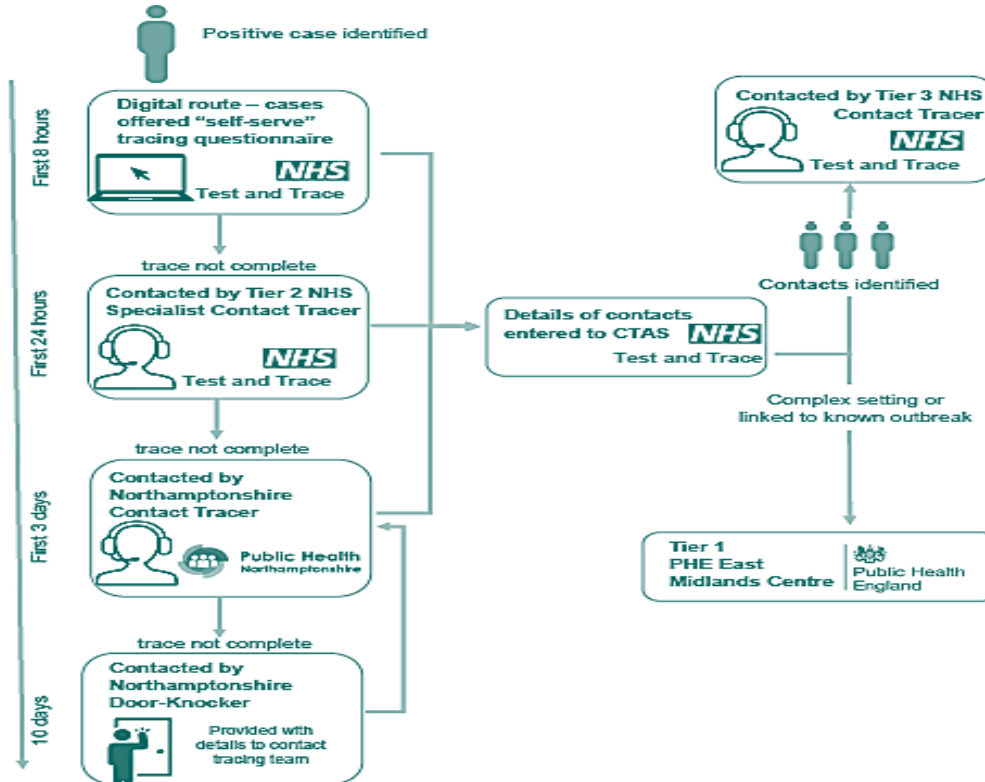 Positive case identified
First 8 hours
Digital route – cases
offered “self-serve”
tracing questionnaire
NHS
Test and Trace
trace not complete
First 24 hours
Contacted by Tier 2 NHS
Specialist Contact Tracer
NHS
Test and Trace
trace not complete
First 3 days
Contacted by
Northamptonshire
Contact Tracer
Public Health
Northamptonshire
trace not complete
10 days
Contacted by
Northamptonshire
Door-Knocker
Provided with
details to contact
tracing team
Details of contacts
entered to CTAS NHS
Test and Trace
Contacted by Tier 3 NHS
Contact Tracer
NHS
Test and Trace
Contacts identified
Complex setting or
linked to known outbreak
Tier 1
PHE East
Midlands Centre
Public Health
England